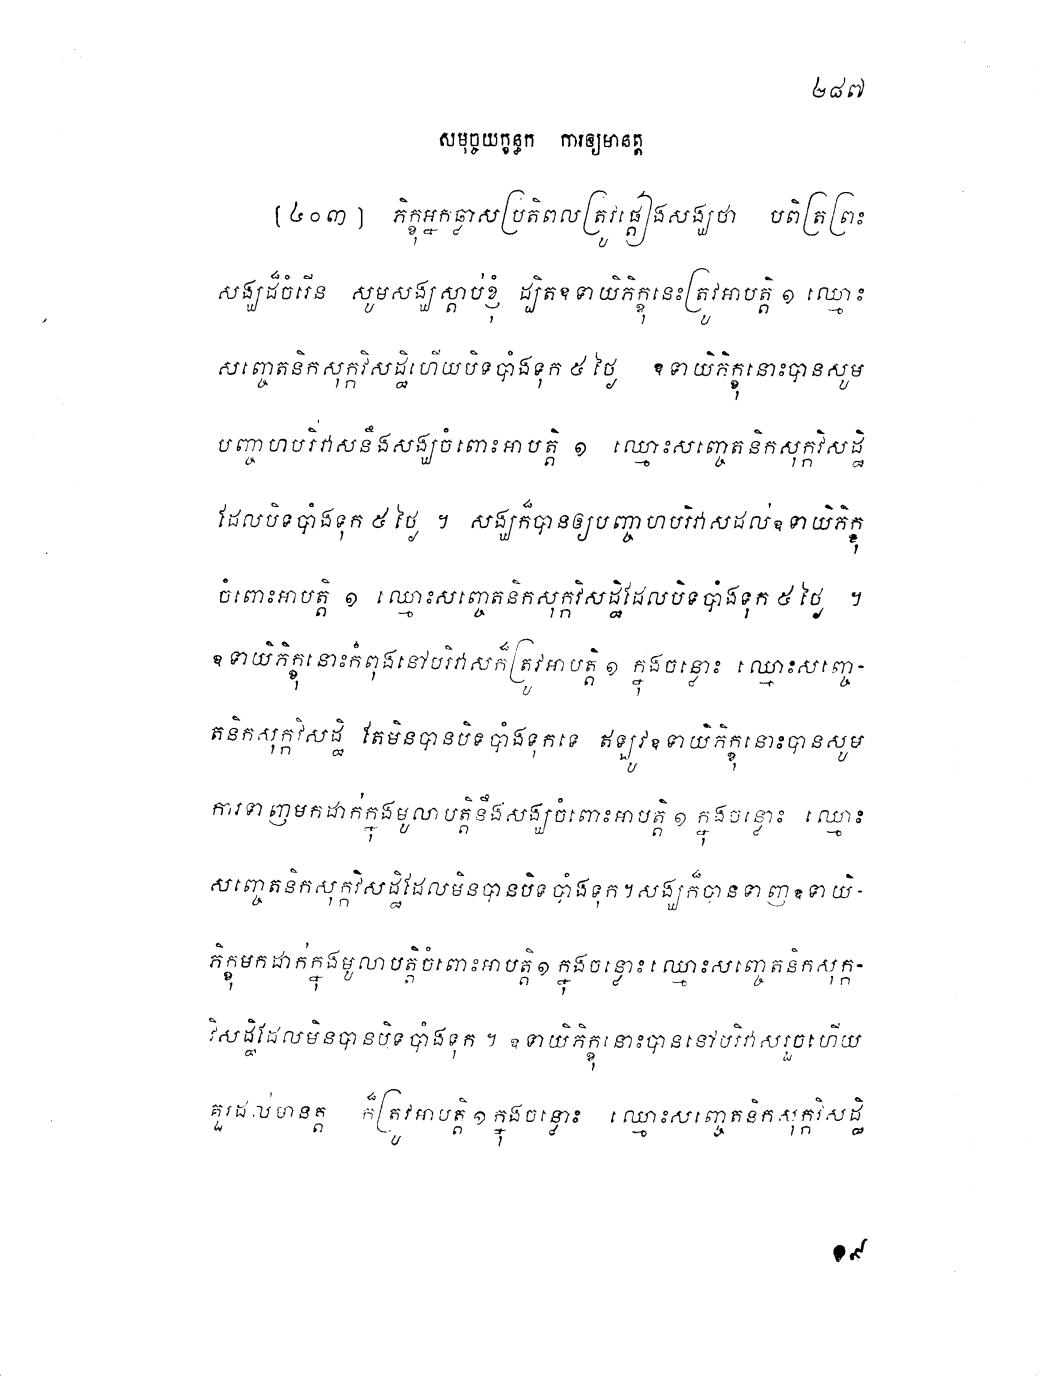 ២៨៧
សមុច្ចយក្ខន្ធក ការឲ្យមានត្ត
[៤០៣] ភិក្ខុអ្នកឆ្លាសប្រតិពលត្រូវផ្តៀងសង្ឃថា បពិត្រព្រះ
សង្ឃដ៏ចំរើន សូមសង្ឃស្តាប់ខ្ញុំ ដ្បិតឧទាយិភិក្ខុនេះត្រូវអាបត្តិ ១ ឈ្មោះ
សញ្ចេតនិកសុក្កវិសដ្ឋិហើយបិទបាំងទុក ៥ ថ្ងៃ ឧទាយិភិក្ខុនោះបានសូម
បញ្ចាហបរិវាសនឹងសង្ឃចំពោះអាបត្តិ ១ ឈ្មោះសញ្ចេតនិកសុក្កវិសដ្ឋិ
ដែលបិទបាំងទុក ៥ ថ្ងៃ ។ សង្ឃក៏បានឲ្យបញ្ចាហបរិវាសដល់ឧទាយិភិក្ខុ
ចំពោះអាបត្តិ ១ ឈ្មោះសញ្ចេតនិកសុក្កវិសដ្ឋិដែលបិទបាំងទុក ៥ ថ្ងៃ ។
ឧទាយិភិក្ខុនោះកំពុងនៅបរិវាសក៏ត្រូវអាបត្តិ ១ ក្នុងចន្លោះ ឈ្មោះសញ្ចេ-
តនិកសុក្កវិសដ្ឋិ តែមិនបានបិទបាំងទុកទេ ឥឡូវឧទាយិភិក្ខុនោះបានសូម
ការទាញមកដាក់ក្នុងមូលាបត្តិនឹងសង្ឃចំពោះអាបត្តិ ១ ក្នុងចន្លោះ ឈ្មោះ
សញ្ចេតនិកសុក្កវិសដ្ឋិដែលមិនបានបិទបាំងទុក។ សង្ឃក៏បានទាញឧទាយិ-
ភិក្ខុមកដាក់ក្នុងមូលាបត្តិចំពោះអាបត្តិ ១ ក្នុងចន្លោះ ឈ្មោះសញ្ចេតនិកសុក្ក-
វិសដ្ឋិដែលមិនបានបិទបាំងទុក ។ ឧទាយិភិក្ខុនោះបាននៅបរិវាសរួចហើយ
គួរដល់មានត្ត ក៏ត្រូវអាបត្តិ ១ ក្នុងចន្លោះ ឈ្មោះសញ្ចេតនិកសុក្កវិសដ្ឋិ
១៩